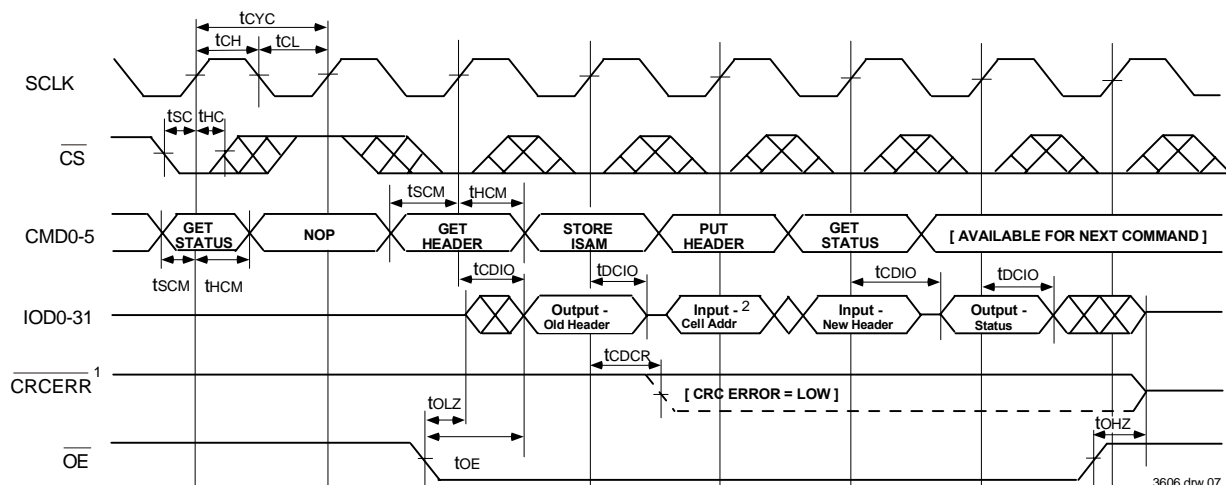 tCYC
tCH tCL
SCLK
tSC tHC
CS
tSCM tHCM
CMD0-5
GET STATUS
NOP
GET HEADER
STORE ISAM
PUT HEADER
GET STATUS
[ AVAILABLE FOR NEXT COMMAND ]
tSCM tHCM
tCDIO tDCIO tCDIO tDCIO
IOD0-31
Output - Old Header
Input - 2 Cell Addr
Input - New Header
Output - Status
tCDCR
CRCERR 1
[ CRC ERROR = LOW ]
tOLZ
tOHZ
tOE
OE
3606 drw 07